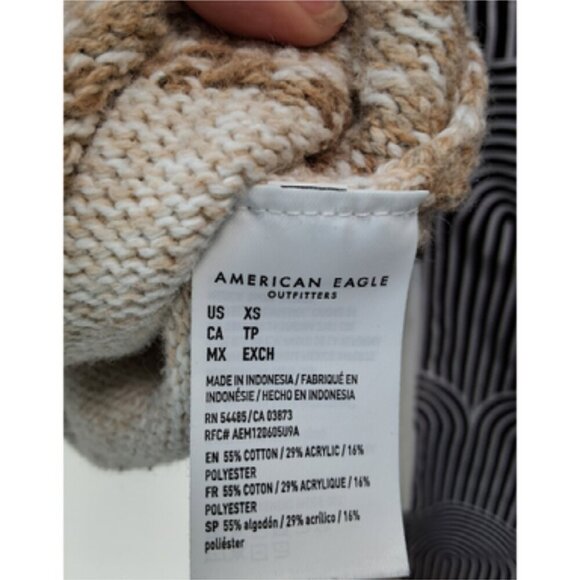 AMERICAN EAGLE
OUTFITTERS
US XS
CA TP
MX EXCH
MADE IN INDONESIA / FABRIQUÉ EN
INDONÉSIE / HECHO EN INDONESIA
RN 54485 / CA 03873
RFC# AEM120605U9A
EN 55% COTTON / 29% ACRYLIC / 16%
POLYESTER
FR 55% COTON / 29% ACRYLIQUE / 16%
POLYESTER
SP 55% algodón / 29% acrílico / 16%
poliéster